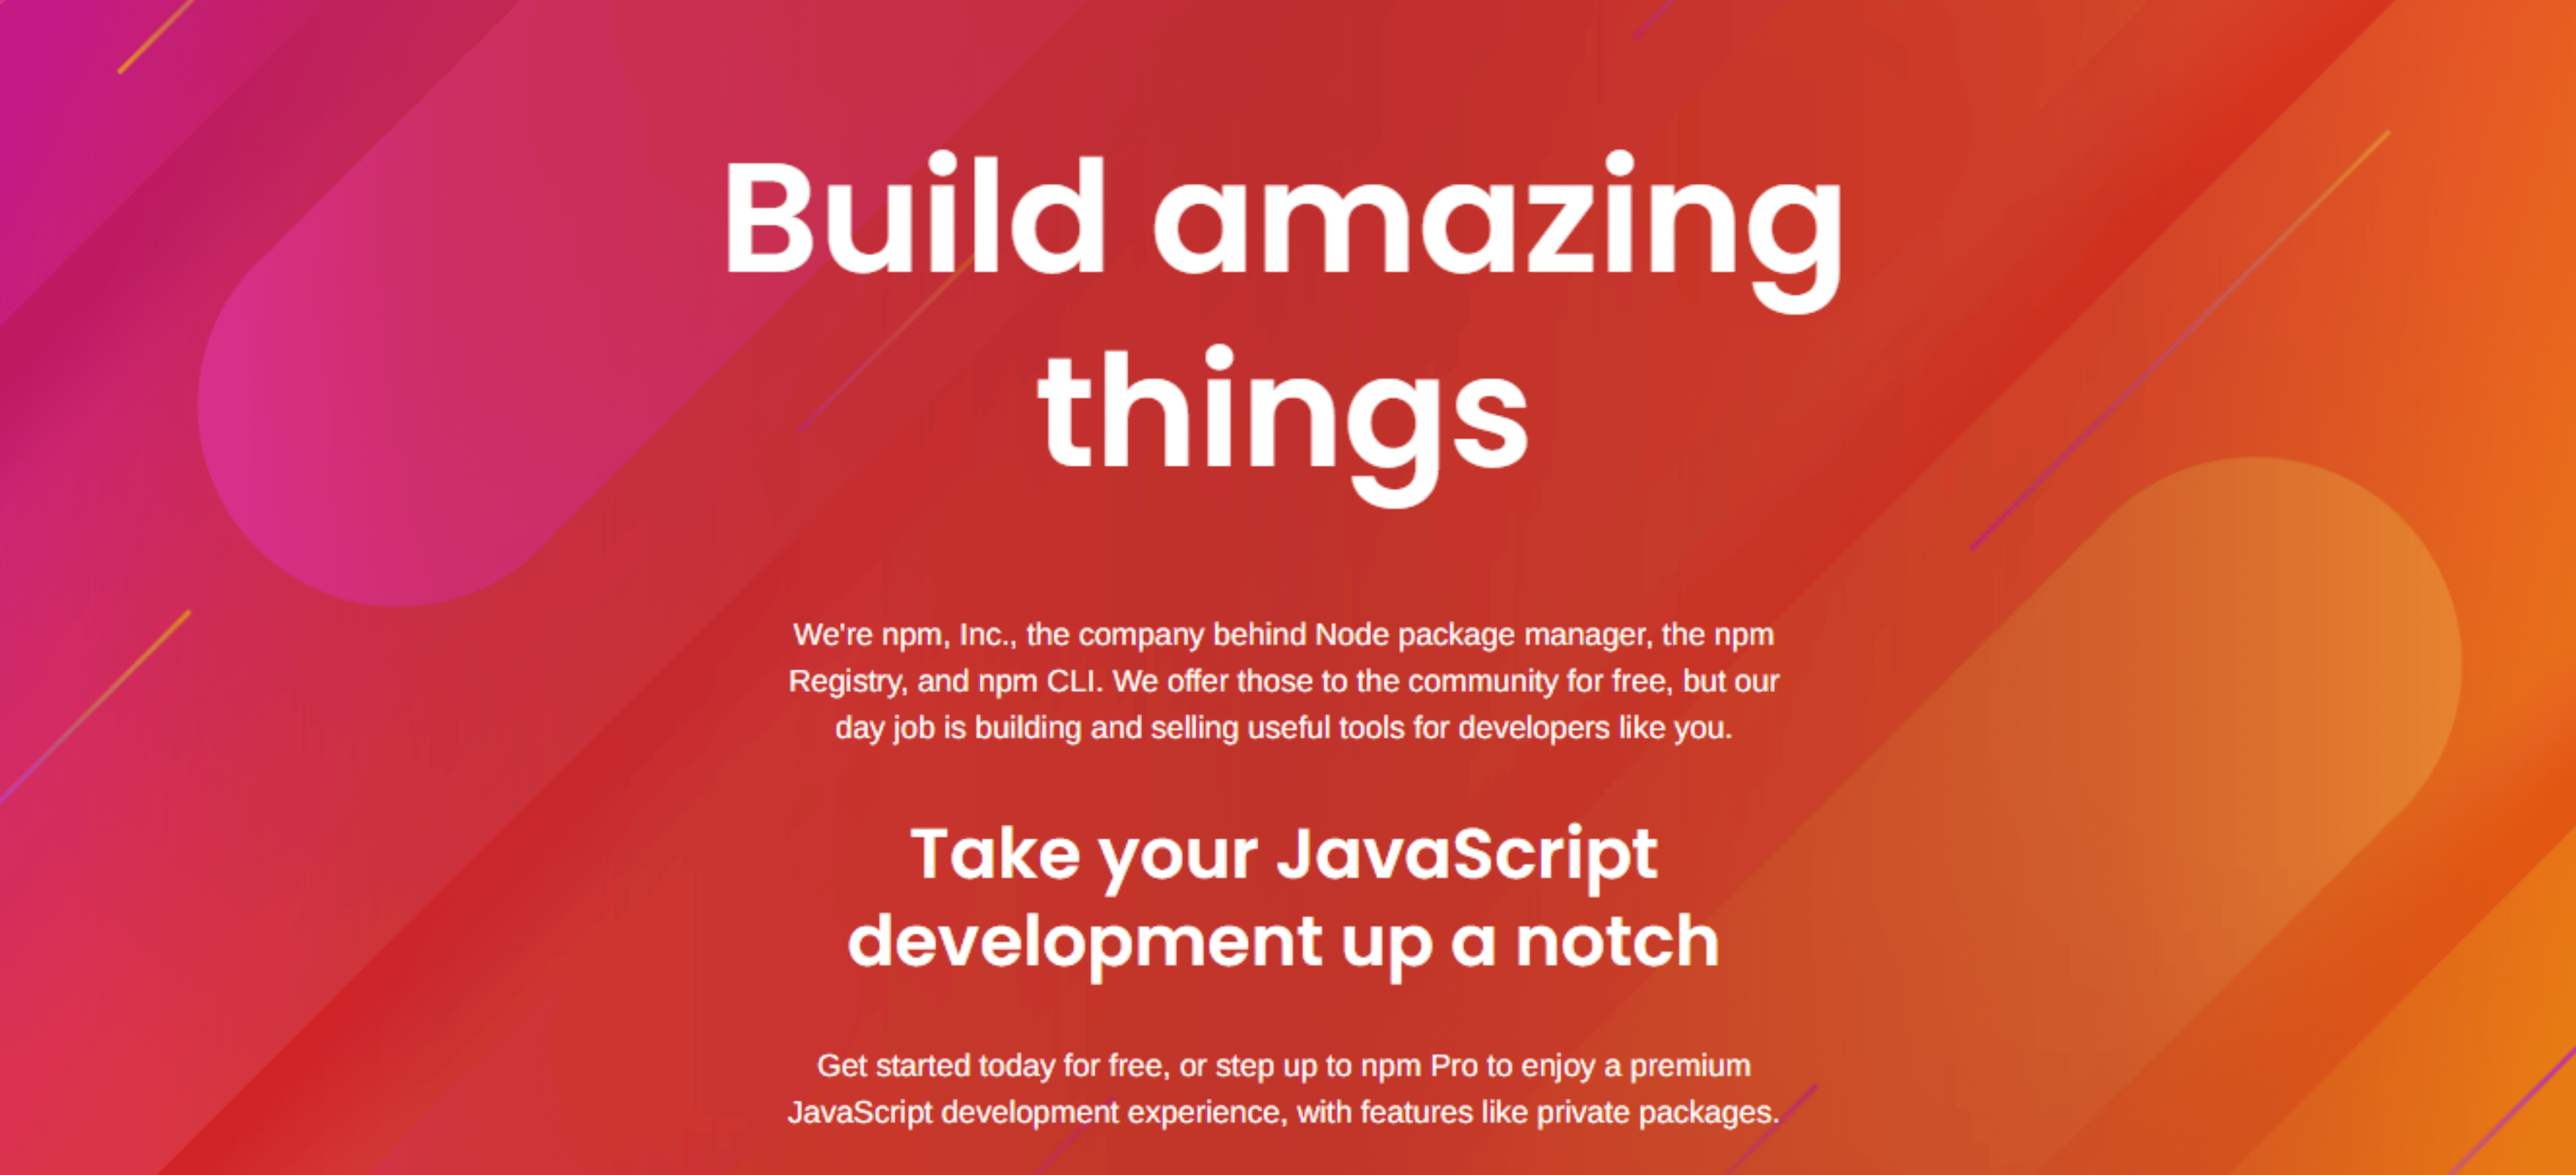 Build amazing
things
We're npm, Inc., the company behind Node package manager, the npm
Registry, and npm CLI. We offer those to the community for free, but our
day job is building and selling useful tools for developers like you.
Take your JavaScript
development up a notch
Get started today for free, or step up to npm Pro to enjoy a premium
JavaScript development experience, with features like private packages.